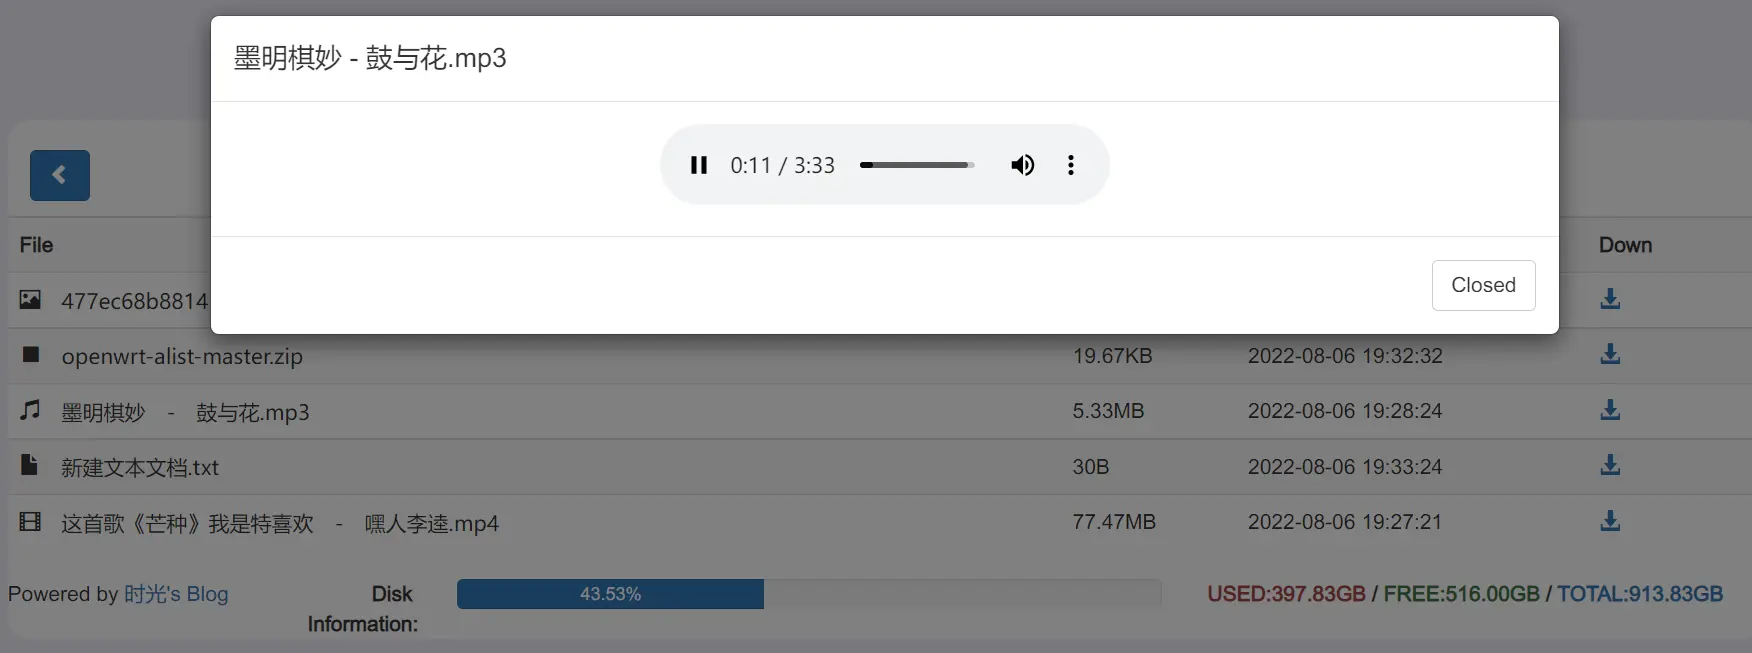 墨明棋妙 - 鼓与花.mp3
0:11 / 3:33
Closed
File Down
477ec68b8814
openwrt-alist-master.zip 19.67KB 2022-08-06 19:32:32
墨明棋妙 - 鼓与花.mp3 5.33MB 2022-08-06 19:28:24
新建文本文档.txt 30B 2022-08-06 19:33:24
这首歌《芒种》我是特喜欢 - 嘿人李逵.mp4 77.47MB 2022-08-06 19:27:21
Powered by 时光's Blog Disk Information: 43.53% USED:397.83GB / FREE:516.00GB / TOTAL:913.83GB